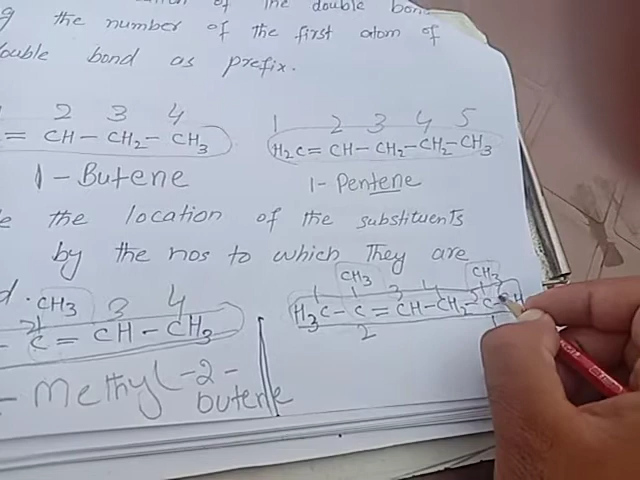 of the double bond
the number of the first atom of
double bond as prefix.
2 3 4
= CH - CH2 - CH3
1 - Butene
1 2 3 4 5
H2C = CH - CH2 - CH2 - CH3
1 - Pentene
the location of the substituents
by the nos to which They are
CH3 3 4
- C = CH - CH3
- Methyl - 2 -
butene
CH3 CH3
1 3 4
H3C - C = CH - CH2 - C
2